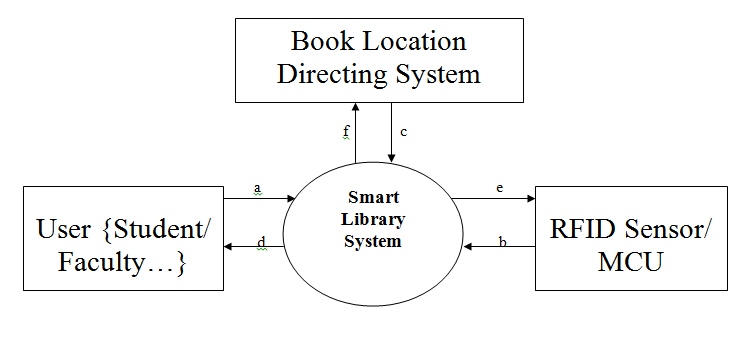 Book Location
Directing System
f
c
a
e
Smart
Library
System
User {Student/
Faculty...}
d
b
RFID Sensor/
MCU